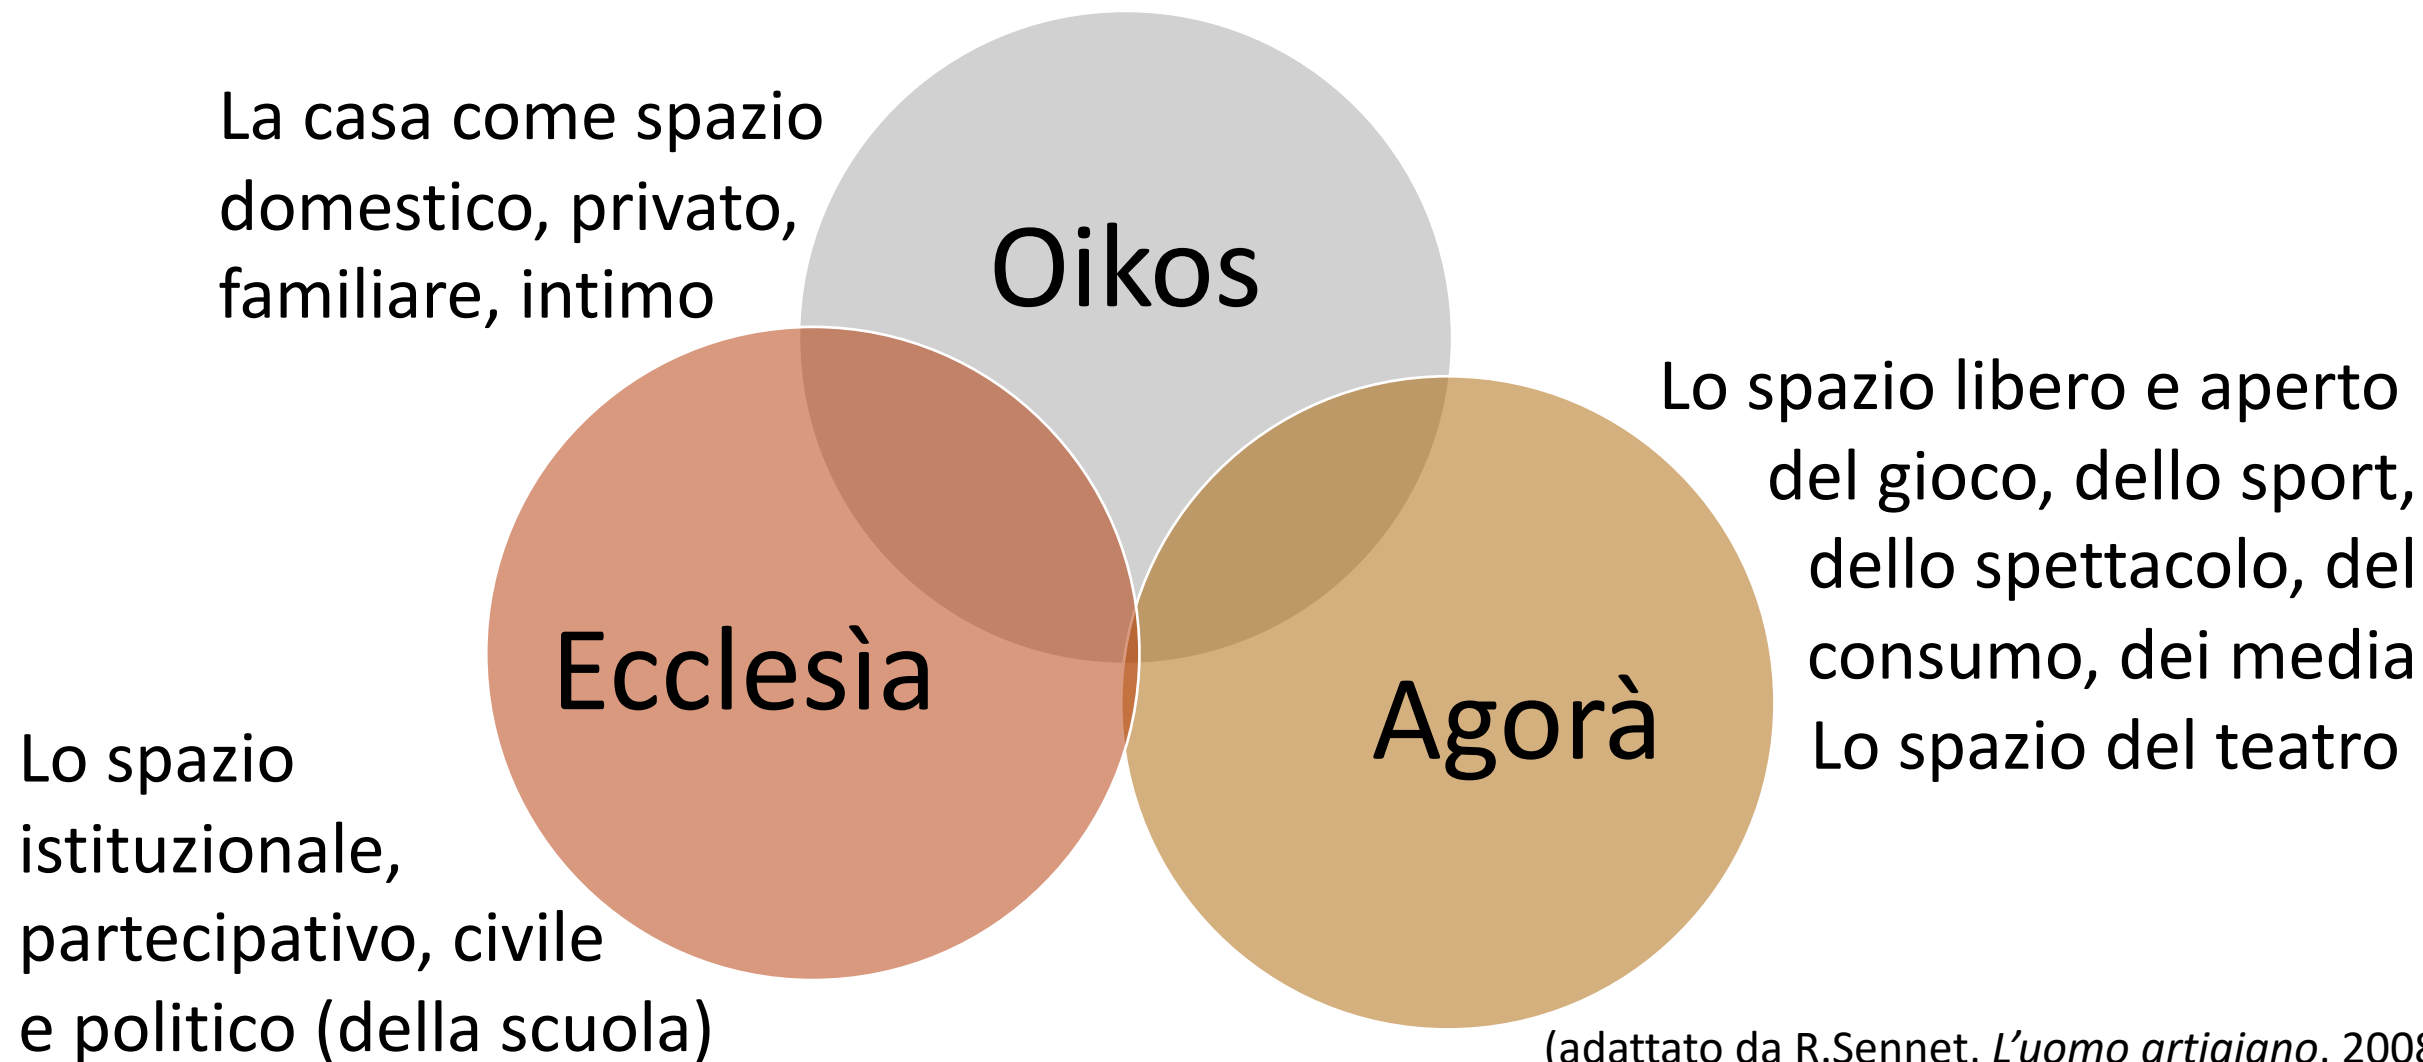 La casa come spazio
domestico, privato,
familiare, intimo
Oikos
Lo spazio libero e aperto
del gioco, dello sport,
dello spettacolo, del
consumo, dei media
Lo spazio del teatro
Ecclesìa
Agorà
Lo spazio
istituzionale,
partecipativo, civile
e politico (della scuola)
(adattato da R.Sennet, L'uomo artigiano, 2008